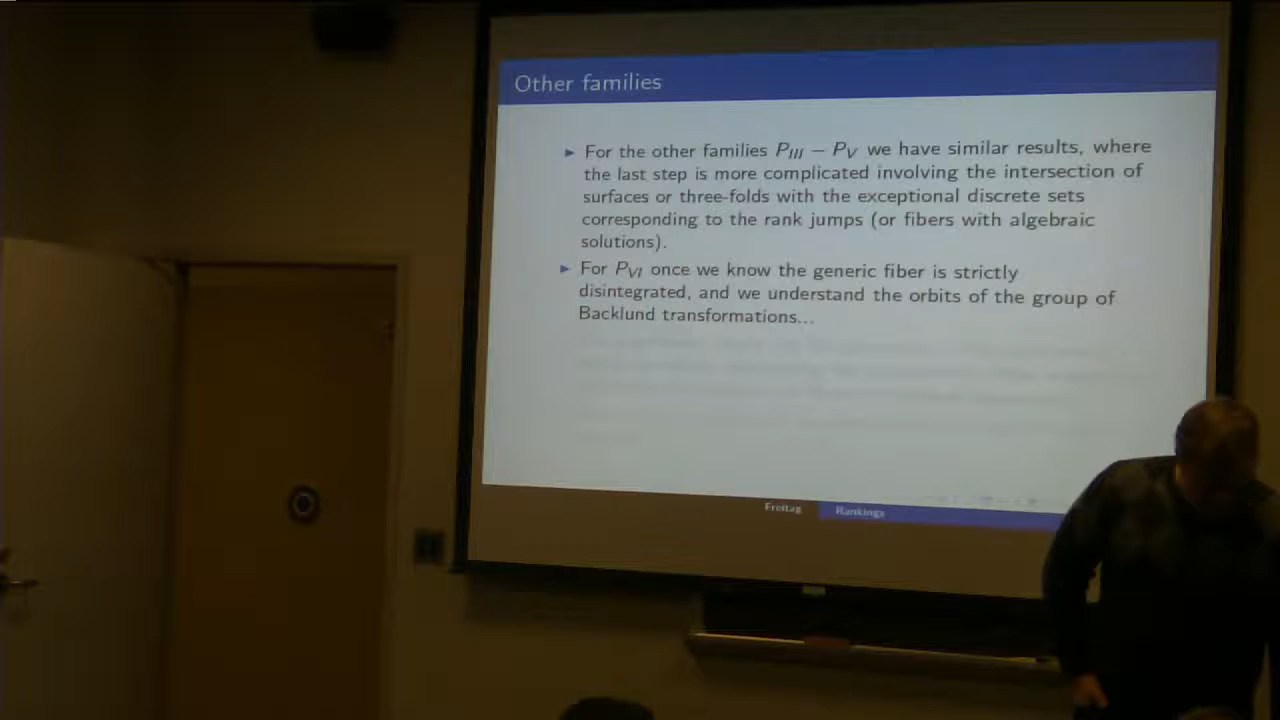 Other families
► For the other families P_III – P_V we have similar results, where
the last step is more complicated involving the intersection of
surfaces or three-folds with the exceptional discrete sets
corresponding to the rank jumps (or fibers with algebraic
solutions).
► For P_VI once we know the generic fiber is strictly
disintegrated, and we understand the orbits of the group of
Backlund transformations...
Freitag Rankings